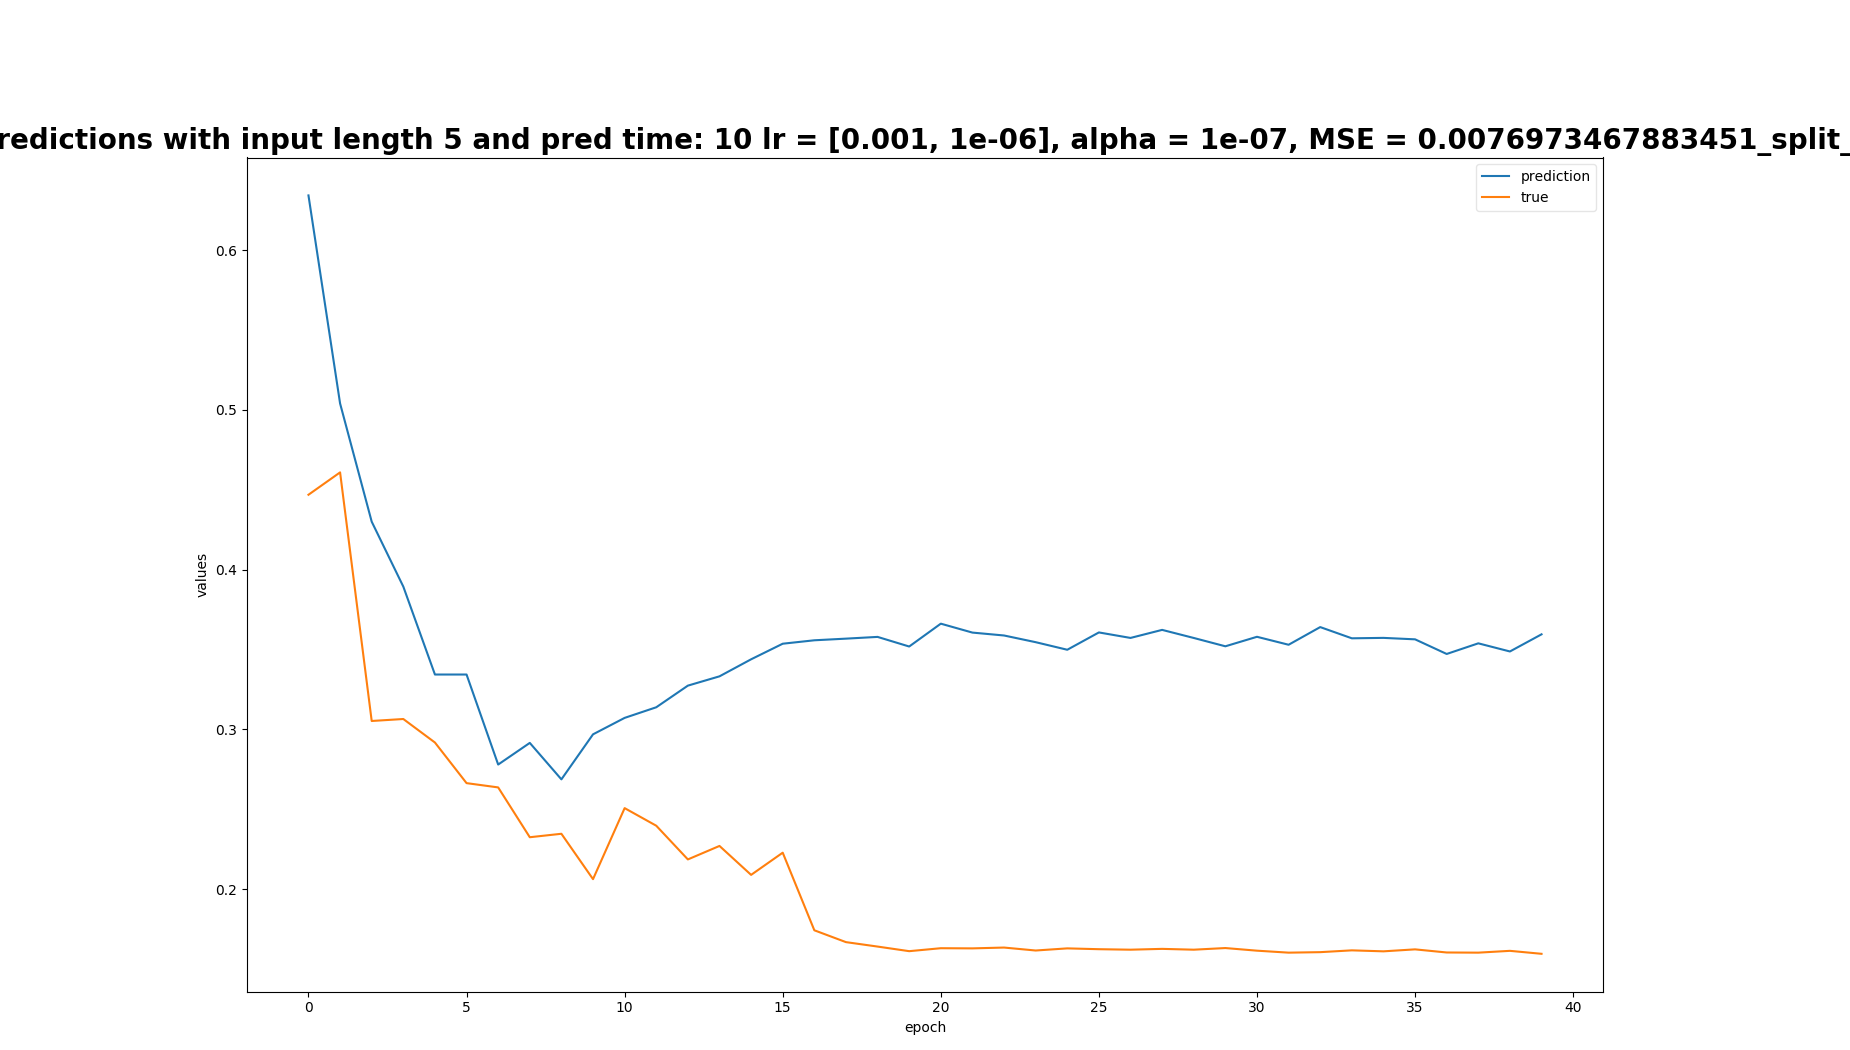 redictions with input length 5 and pred time: 10 lr = [0.001, 1e-06], alpha = 1e-07, MSE = 0.0076973467883451_split_
prediction
true
0.6
0.5
0.4
0.3
0.2
values
0 5 10 15 20 25 30 35 40
epoch